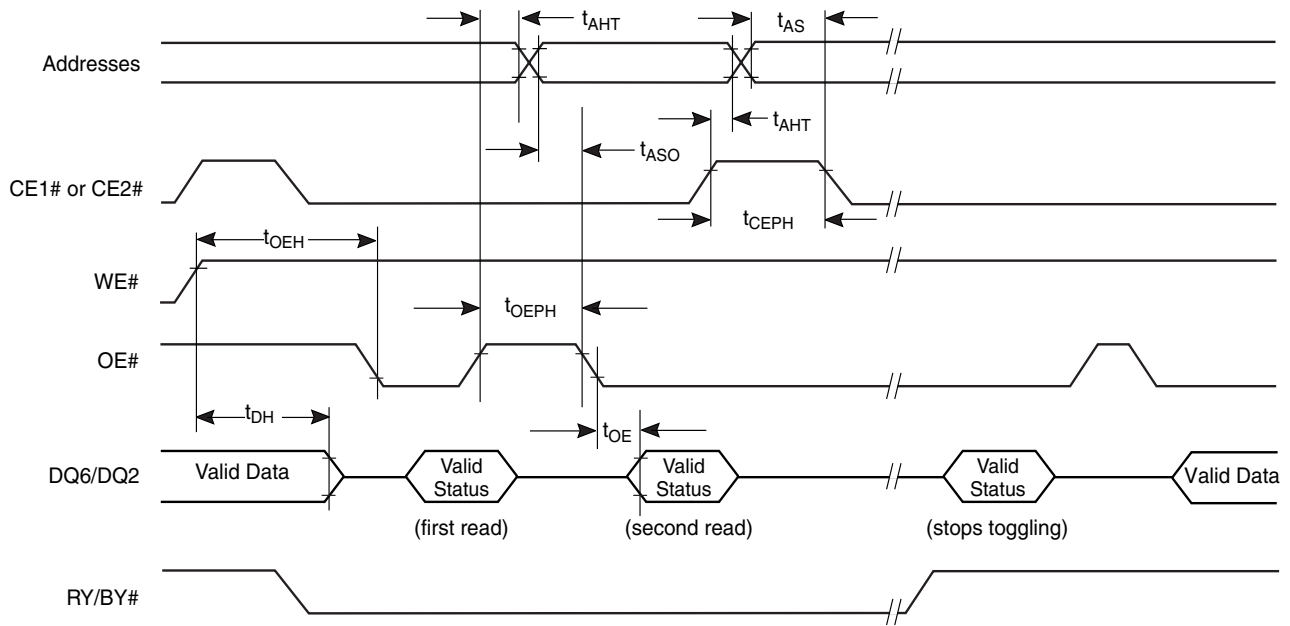 tAHT
tAS
Addresses
tAHT
tASO
CE1# or CE2#
tCEPH
tOEH
WE#
tOEPH
OE#
tDH
tOE
DQ6/DQ2
Valid Data
Valid
Status
Valid
Status
Valid
Status
Valid Data
(first read)
(second read)
(stops toggling)
RY/BY#